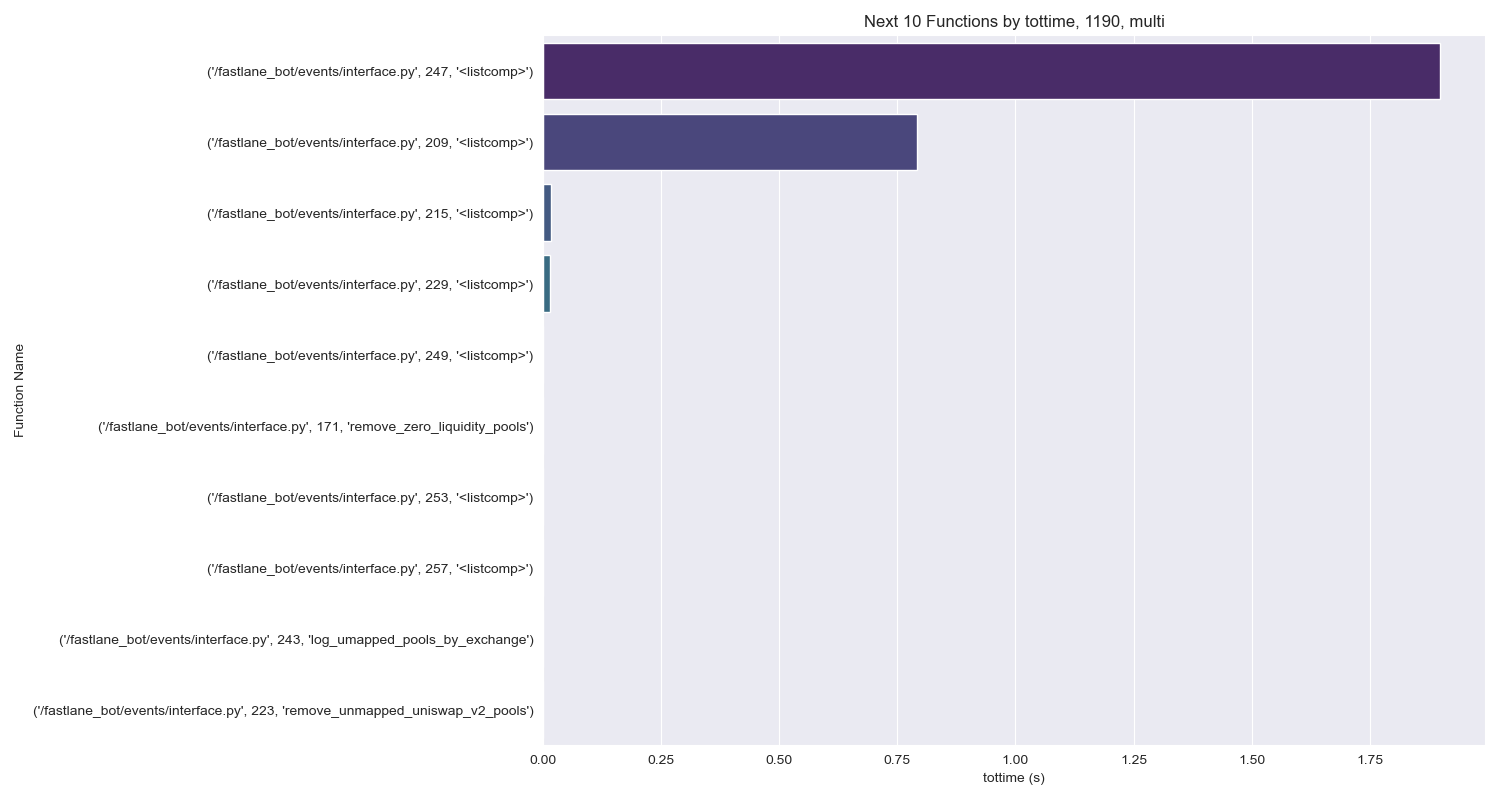 Next 10 Functions by tottime, 1190, multi
('/fastlane_bot/events/interface.py', 247, '<listcomp>')
('/fastlane_bot/events/interface.py', 209, '<listcomp>')
('/fastlane_bot/events/interface.py', 215, '<listcomp>')
('/fastlane_bot/events/interface.py', 229, '<listcomp>')
('/fastlane_bot/events/interface.py', 249, '<listcomp>')
('/fastlane_bot/events/interface.py', 171, 'remove_zero_liquidity_pools')
('/fastlane_bot/events/interface.py', 253, '<listcomp>')
('/fastlane_bot/events/interface.py', 257, '<listcomp>')
('/fastlane_bot/events/interface.py', 243, 'log_umapped_pools_by_exchange')
('/fastlane_bot/events/interface.py', 223, 'remove_unmapped_uniswap_v2_pools')
Function Name
0.00 0.25 0.50 0.75 1.00 1.25 1.50 1.75
tottime (s)